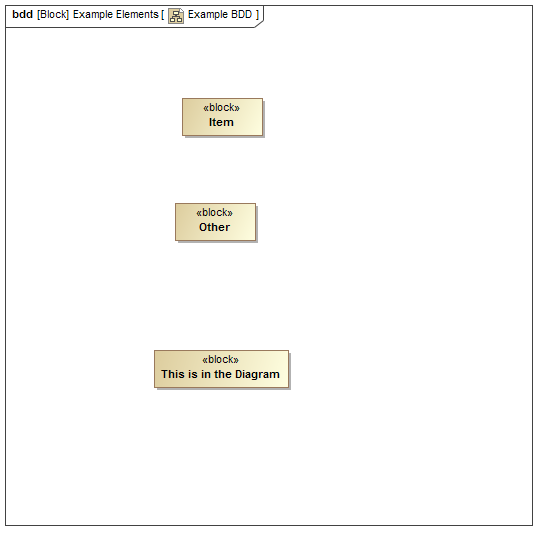 bdd [Block] Example Elements [ Example BDD ]
«block»
Item
«block»
Other
«block»
This is in the Diagram